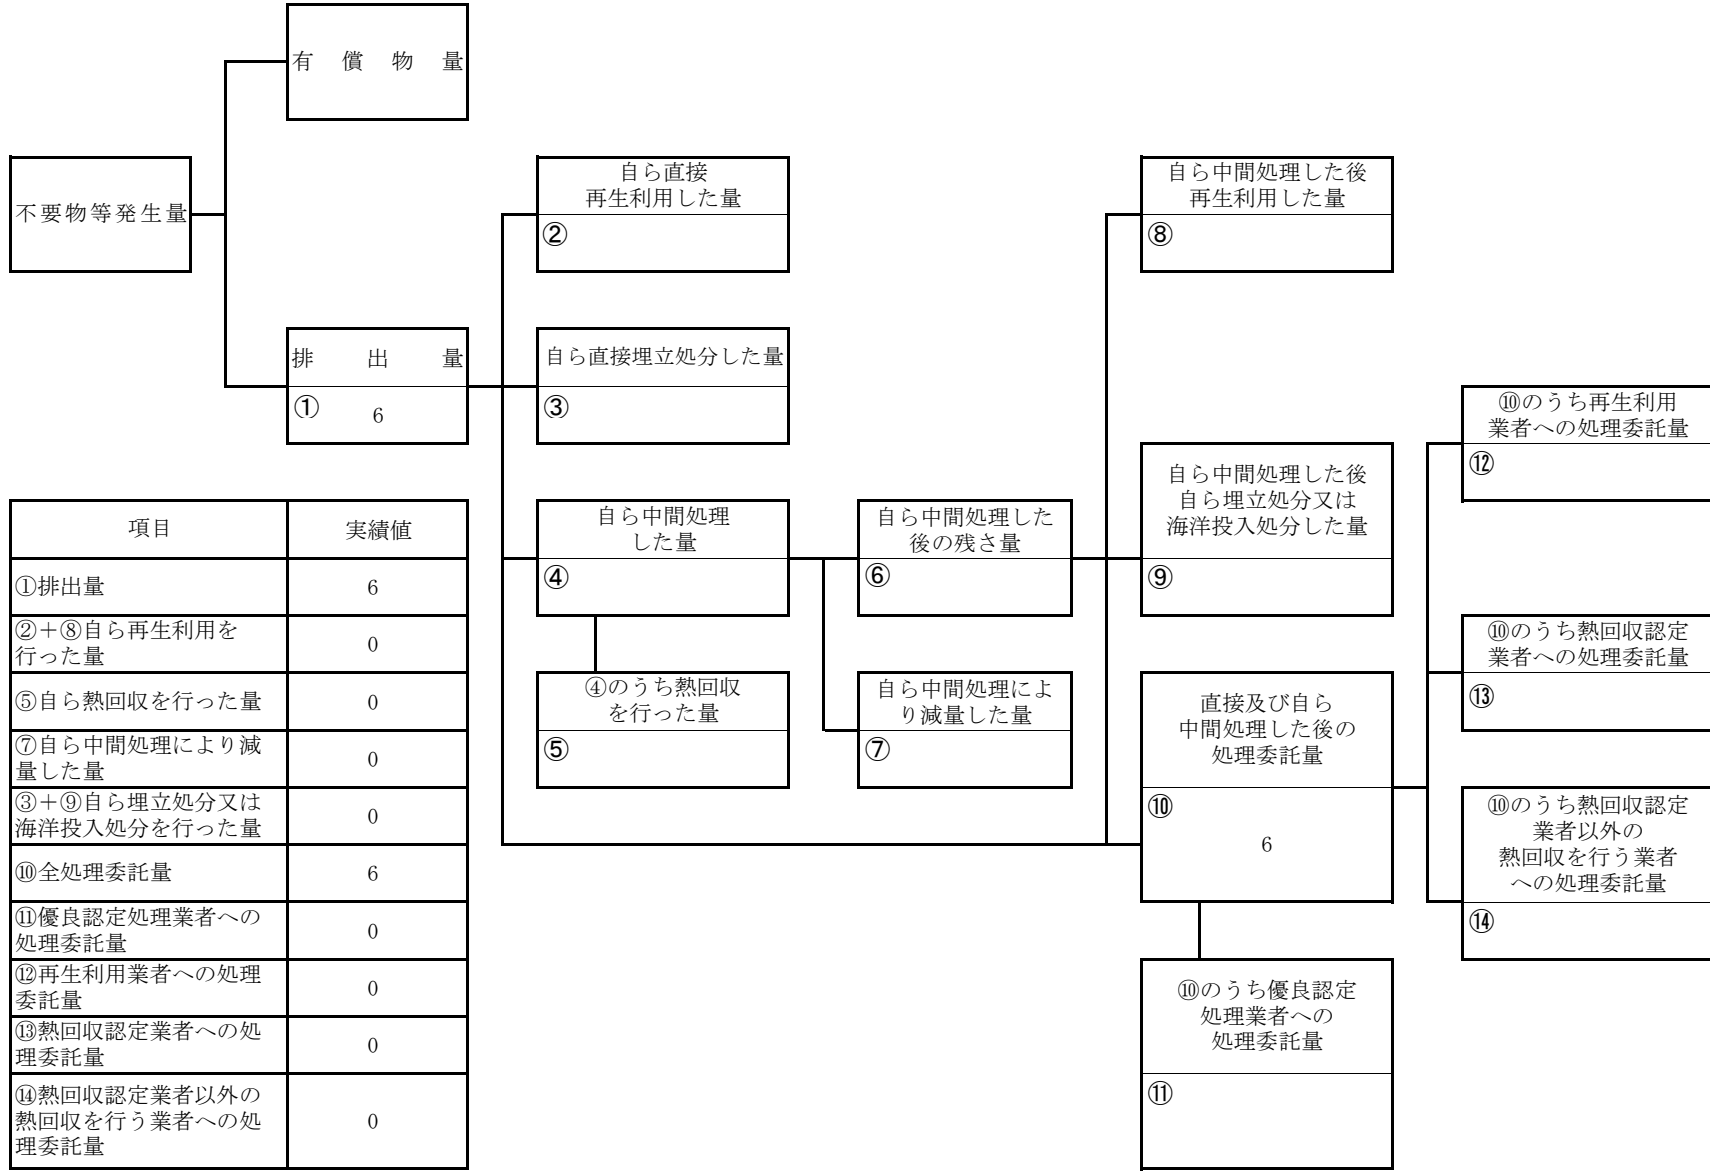 有償物量
不要物等発生量
自ら直接
再生利用した量
②
自ら中間処理した後
再生利用した量
⑧
排出量
① 6
自ら直接埋立処分した量
③
⑩のうち再生利用
業者への処理委託量
⑫
自ら中間処理
した量
④
自ら中間処理した
後の残さ量
⑥
自ら中間処理した後
自ら埋立処分又は
海洋投入処分した量
⑨
⑩のうち熱回収認定
業者への処理委託量
⑬
④のうち熱回収
を行った量
⑤
自ら中間処理によ
り減量した量
⑦
直接及び自ら
中間処理した後の
処理委託量
⑩
6
⑩のうち熱回収認定
業者以外の
熱回収を行う業者
への処理委託量
⑭
⑩のうち優良認定
処理業者への
処理委託量
⑪
項目 実績値
①排出量 6
②＋⑧自ら再生利用を
行った量 0
⑤自ら熱回収を行った量 0
⑦自ら中間処理により減
量した量 0
③＋⑨自ら埋立処分又は
海洋投入処分を行った量 0
⑩全処理委託量 6
⑪優良認定処理業者への
処理委託量 0
⑫再生利用業者への処理
委託量 0
⑬熱回収認定業者への処
理委託量 0
⑭熱回収認定業者以外の
熱回収を行う業者への処
理委託量 0